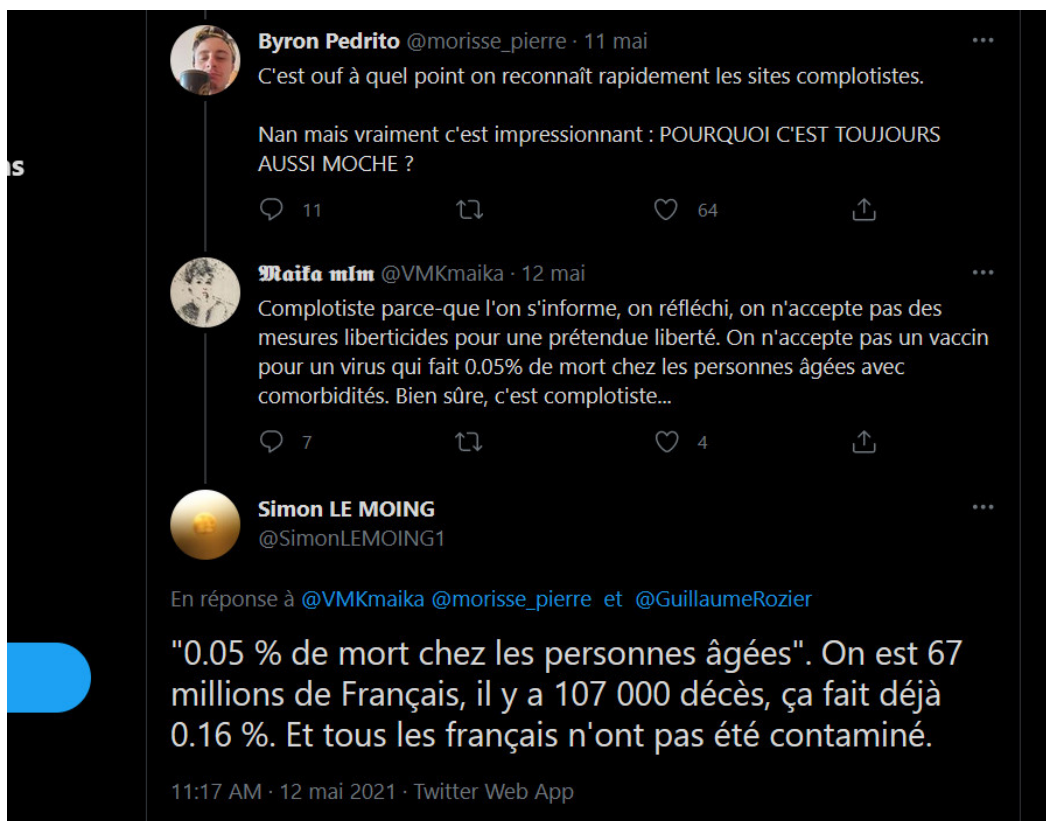 Byron Pedrito @morisse_pierre · 11 mai
C'est ouf à quel point on reconnaît rapidement les sites complotistes.
Nan mais vraiment c'est impressionnant : POURQUOI C'EST TOUJOURS
AUSSI MOCHE ?
11 64
𝕸𝖆𝖎𝖐𝖆 𝖒𝖑𝖒 @VMKmaika · 12 mai
Complotiste parce-que l'on s'informe, on réfléchi, on n'accepte pas des
mesures liberticides pour une prétendue liberté. On n'accepte pas un vaccin
pour un virus qui fait 0.05% de mort chez les personnes âgées avec
comorbidités. Bien sûre, c'est complotiste...
7 4
Simon LE MOING
@SimonLEMOING1
En réponse à @VMKmaika @morisse_pierre et @GuillaumeRozier
"0.05 % de mort chez les personnes âgées". On est 67
millions de Français, il y a 107 000 décès, ça fait déjà
0.16 %. Et tous les français n'ont pas été contaminé.
11:17 AM · 12 mai 2021 · Twitter Web App